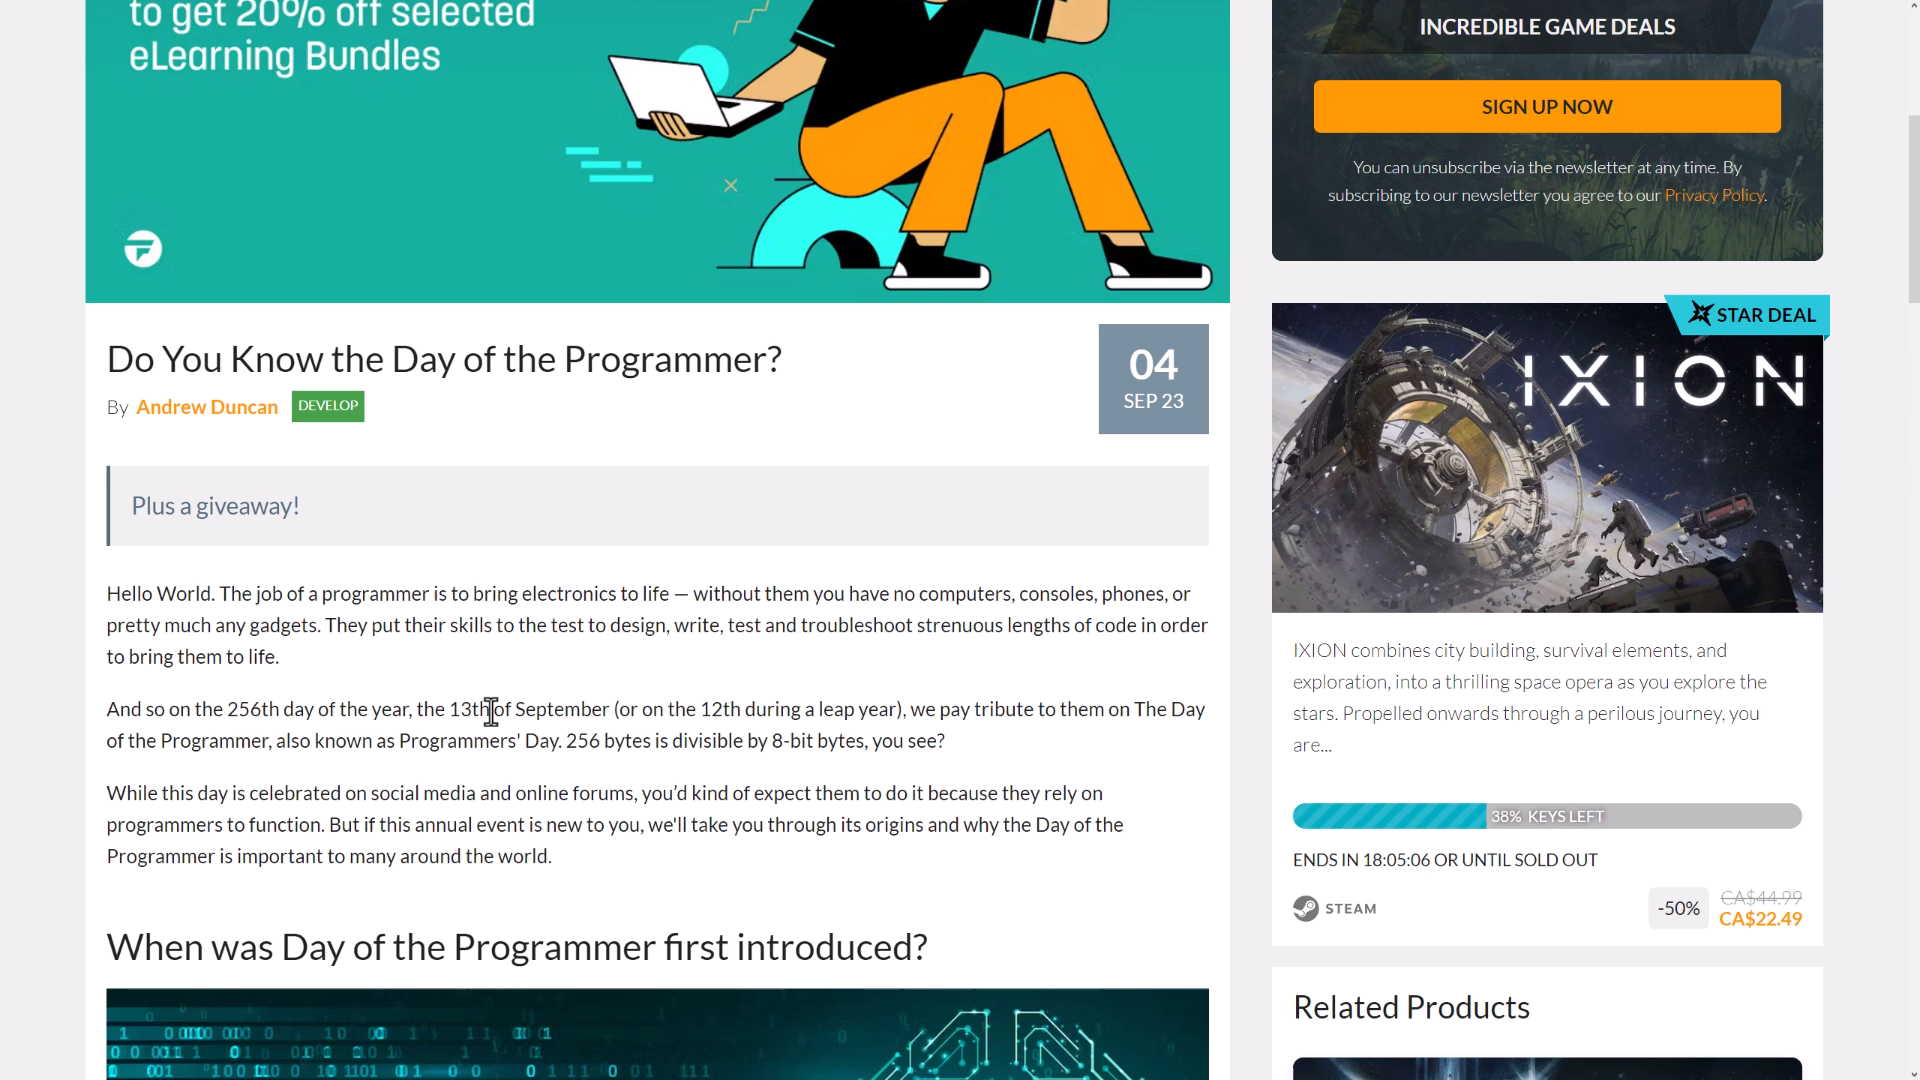 to get 20% off selected
eLearning Bundles
INCREDIBLE GAME DEALS
SIGN UP NOW
You can unsubscribe via the newsletter at any time. By
subscribing to our newsletter you agree to our Privacy Policy.
Do You Know the Day of the Programmer?
By Andrew Duncan DEVELOP
04
SEP 23
Plus a giveaway!
Hello World. The job of a programmer is to bring electronics to life — without them you have no computers, consoles, phones, or
pretty much any gadgets. They put their skills to the test to design, write, test and troubleshoot strenuous lengths of code in order
to bring them to life.
And so on the 256th day of the year, the 13th of September (or on the 12th during a leap year), we pay tribute to them on The Day
of the Programmer, also known as Programmers' Day. 256 bytes is divisible by 8-bit bytes, you see?
While this day is celebrated on social media and online forums, you’d kind of expect them to do it because they rely on
programmers to function. But if this annual event is new to you, we'll take you through its origins and why the Day of the
Programmer is important to many around the world.
When was Day of the Programmer first introduced?
STAR DEAL
IXION
IXION combines city building, survival elements, and
exploration, into a thrilling space opera as you explore the
stars. Propelled onwards through a perilous journey, you
are...
38% KEYS LEFT
ENDS IN 18:05:06 OR UNTIL SOLD OUT
STEAM
-50%
CA$44.99
CA$22.49
Related Products